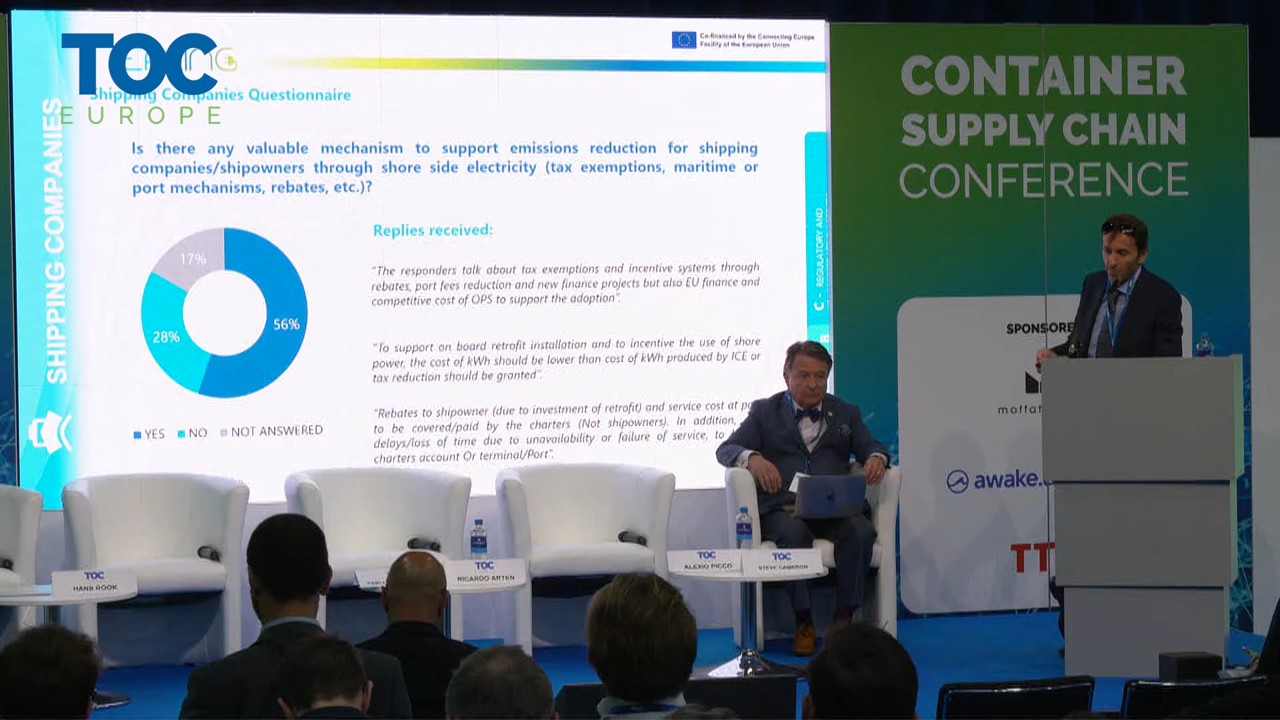 TOC
EUROPE
Co-financed by the Connecting Europe
Facility of the European Union
Shipping Companies Questionnaire
SHIPPING COMPANIES
Is there any valuable mechanism to support emissions reduction for shipping
companies/shipowners through shore side electricity (tax exemptions, maritime or
port mechanisms, rebates, etc.)?
17%
28%
56%
YES NO NOT ANSWERED
Replies received:
"The responders talk about tax exemptions and incentive systems through
rebates, port fees reduction and new finance projects but also EU finance and
competitive cost of OPS to support the adoption".
"To support on board retrofit installation and to incentive the use of shore
power, the cost of kWh should be lower than cost of kWh produced by ICE or
tax reduction should be granted".
"Rebates to shipowner (due to investment of retrofit) and service cost at
to be covered/paid by the charters (Not shipowners). In addition,
delays/loss of time due to unavailability or failure of service, to
charters account Or terminal/Port".
C - REGULATORY AND
CONTAINER
SUPPLY CHAIN
CONFERENCE
SPONSORE
moffat
awake.
TT
TOC
HANS ROOK
TOC
RICARDO ARTEN
TOC
ALEXIO PICCO
TOC
STEVE CAMERON